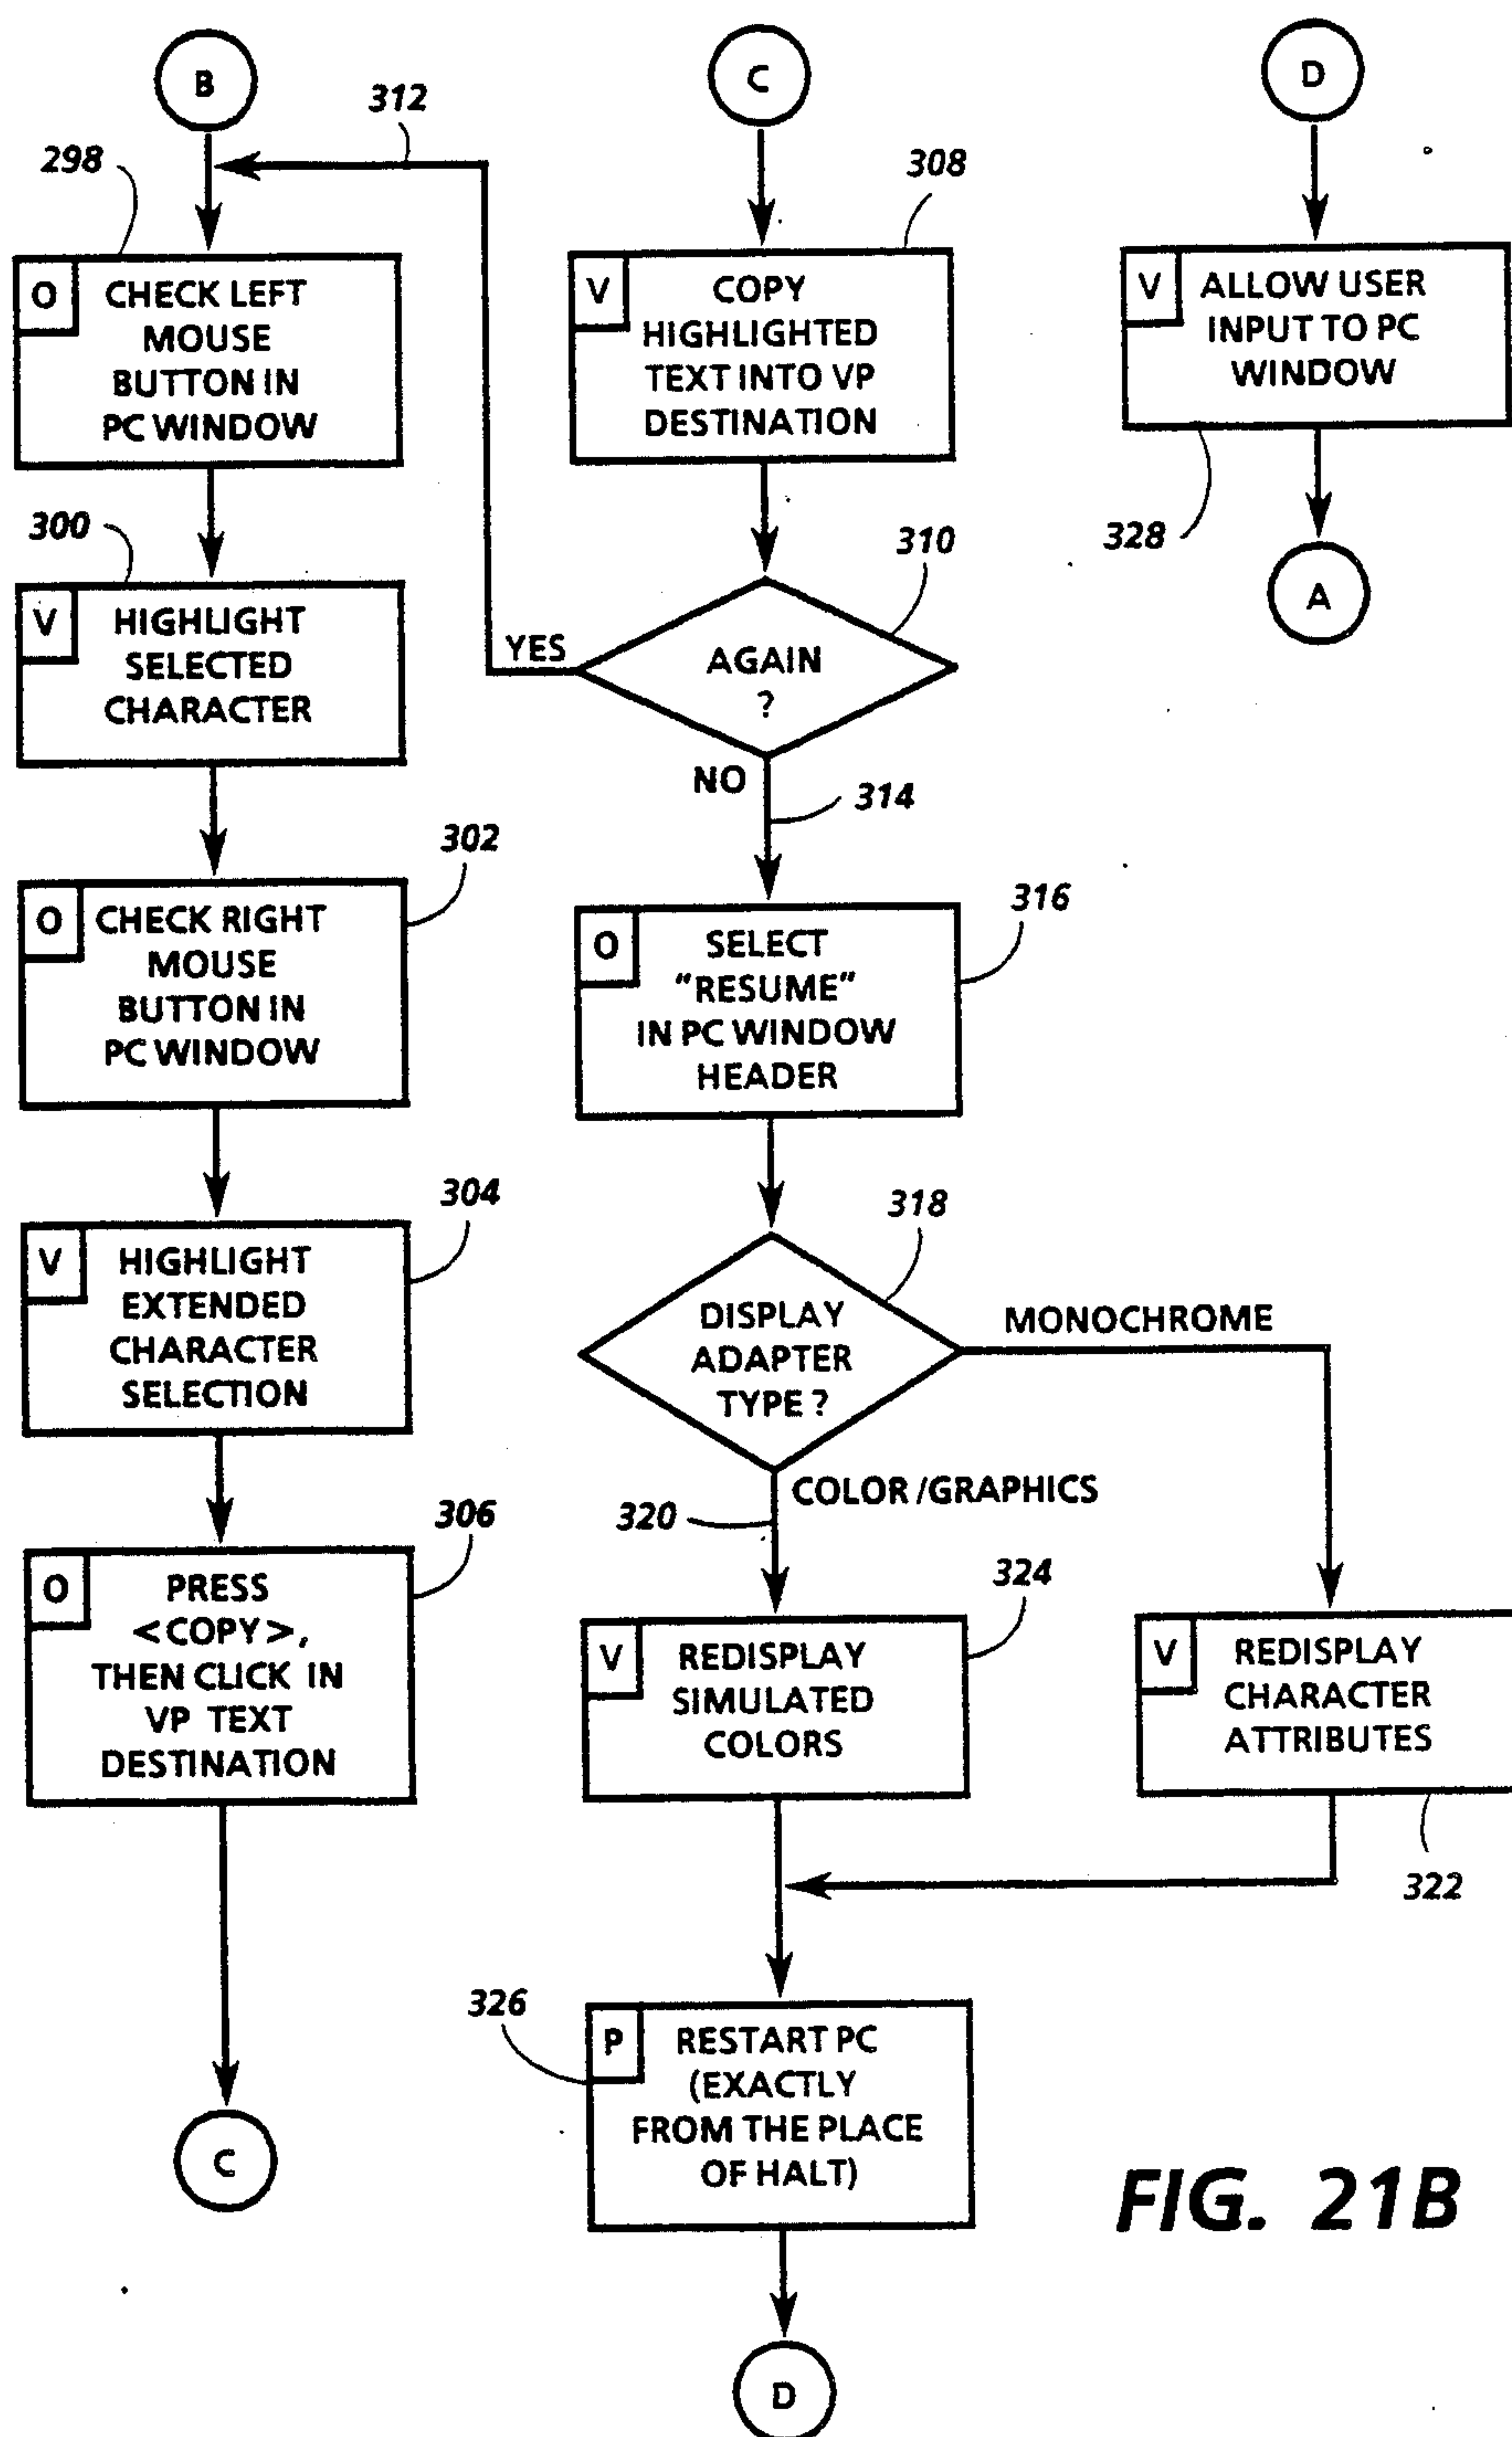 B
312
298
O
CHECK LEFT
MOUSE
BUTTON IN
PC WINDOW
300
V
HIGHLIGHT
SELECTED
CHARACTER
302
O
CHECK RIGHT
MOUSE
BUTTON IN
PC WINDOW
304
V
HIGHLIGHT
EXTENDED
CHARACTER
SELECTION
306
O
PRESS
<COPY>,
THEN CLICK IN
VP TEXT
DESTINATION
C
C
308
V
COPY
HIGHLIGHTED
TEXT INTO VP
DESTINATION
310
AGAIN
?
YES
NO
314
316
O
SELECT
"RESUME"
IN PC WINDOW
HEADER
318
DISPLAY
ADAPTER
TYPE ?
MONOCHROME
COLOR /GRAPHICS
320
324
V
REDISPLAY
SIMULATED
COLORS
V
REDISPLAY
CHARACTER
ATTRIBUTES
322
326
P
RESTART PC
(EXACTLY
FROM THE PLACE
OF HALT)
D
D
V
ALLOW USER
INPUT TO PC
WINDOW
328
A
FIG. 21B